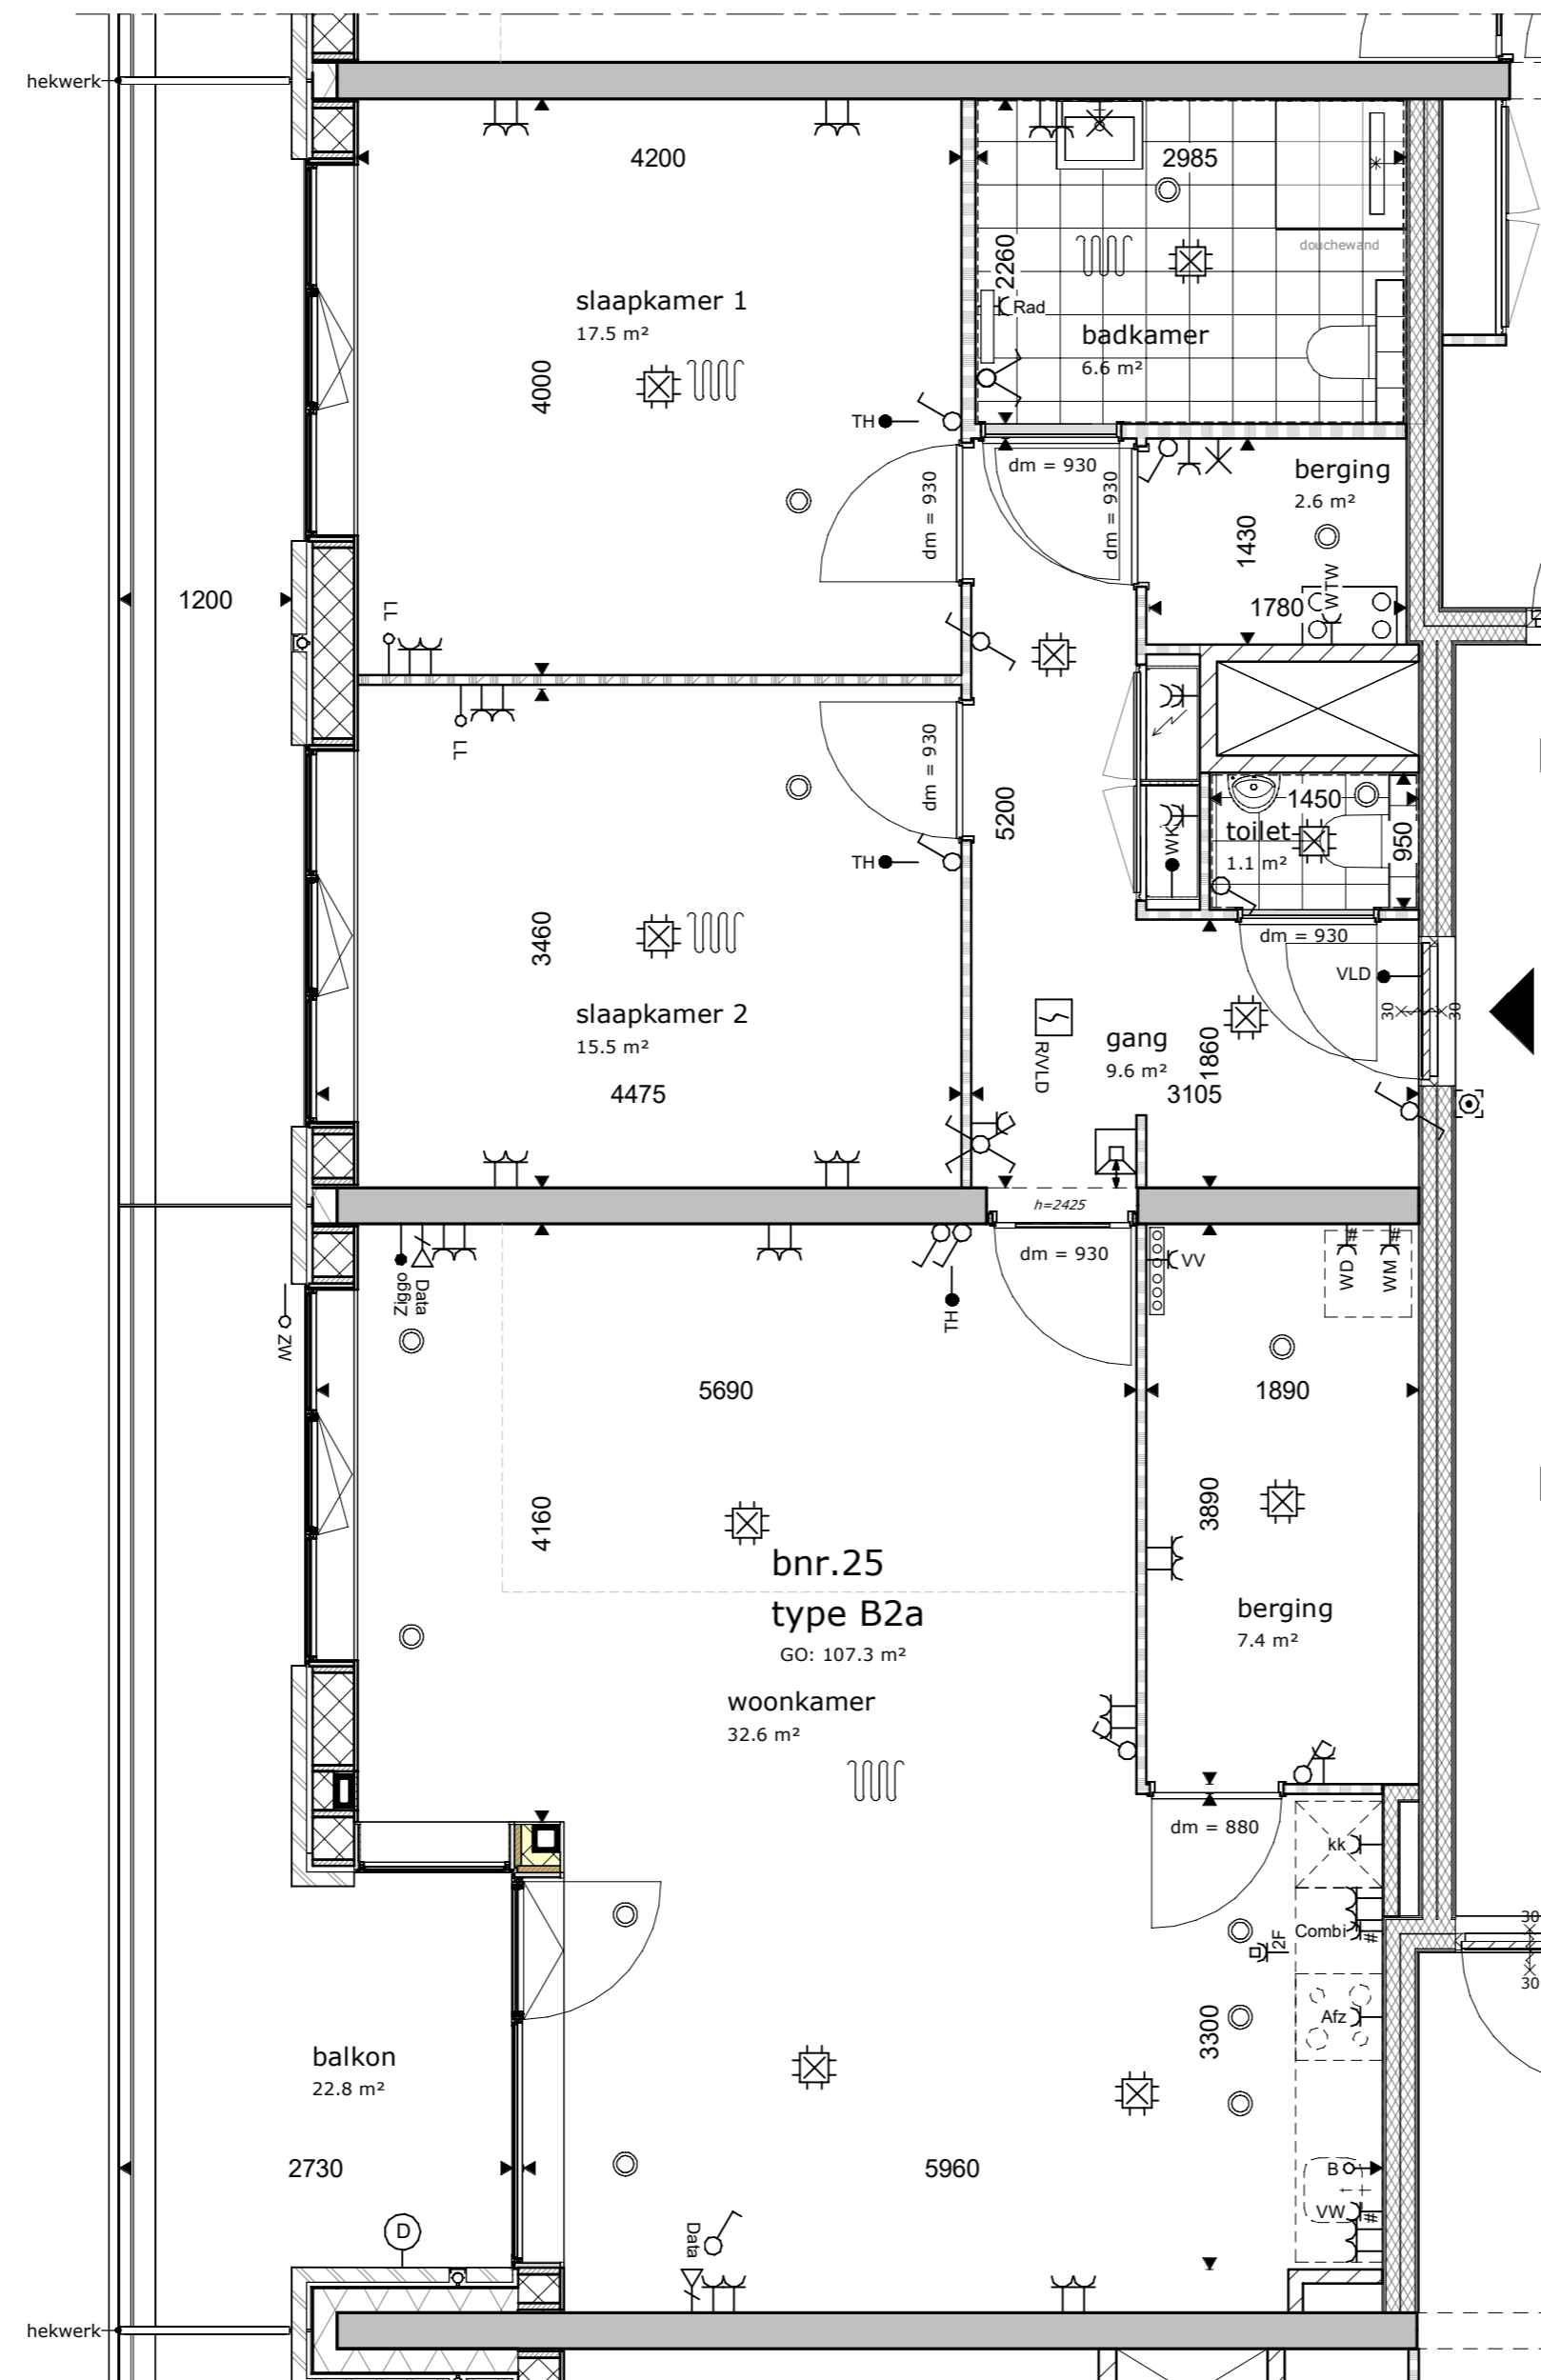 hekwerk
4200
2985
douchewand
2260
slaapkamer 1
17.5 m²
Rad
badkamer
6.6 m²
4000
TH
dm = 930
dm = 930
dm = 930
berging
2.6 m²
1430
WTW
1780
1200
LL
LL
dm = 930
5200
1450
toilet
1.1 m²
950
WK
TH
3460
dm = 930
VLD
30
30
slaapkamer 2
15.5 m²
R/VLD
gang
9.6 m²
1860
4475
3105
h=2425
dm = 930
VV
WD
#
WM
#
Ziggo
Data
TH
ZW
5690
1890
4160
3890
bnr.25
type B2a
GO: 107.3 m²
berging
7.4 m²
woonkamer
32.6 m²
dm = 880
kk
Combi
#
2F
30
30
Afz
3300
balkon
22.8 m²
2730
5960
B
VW
#
D
Data
hekwerk